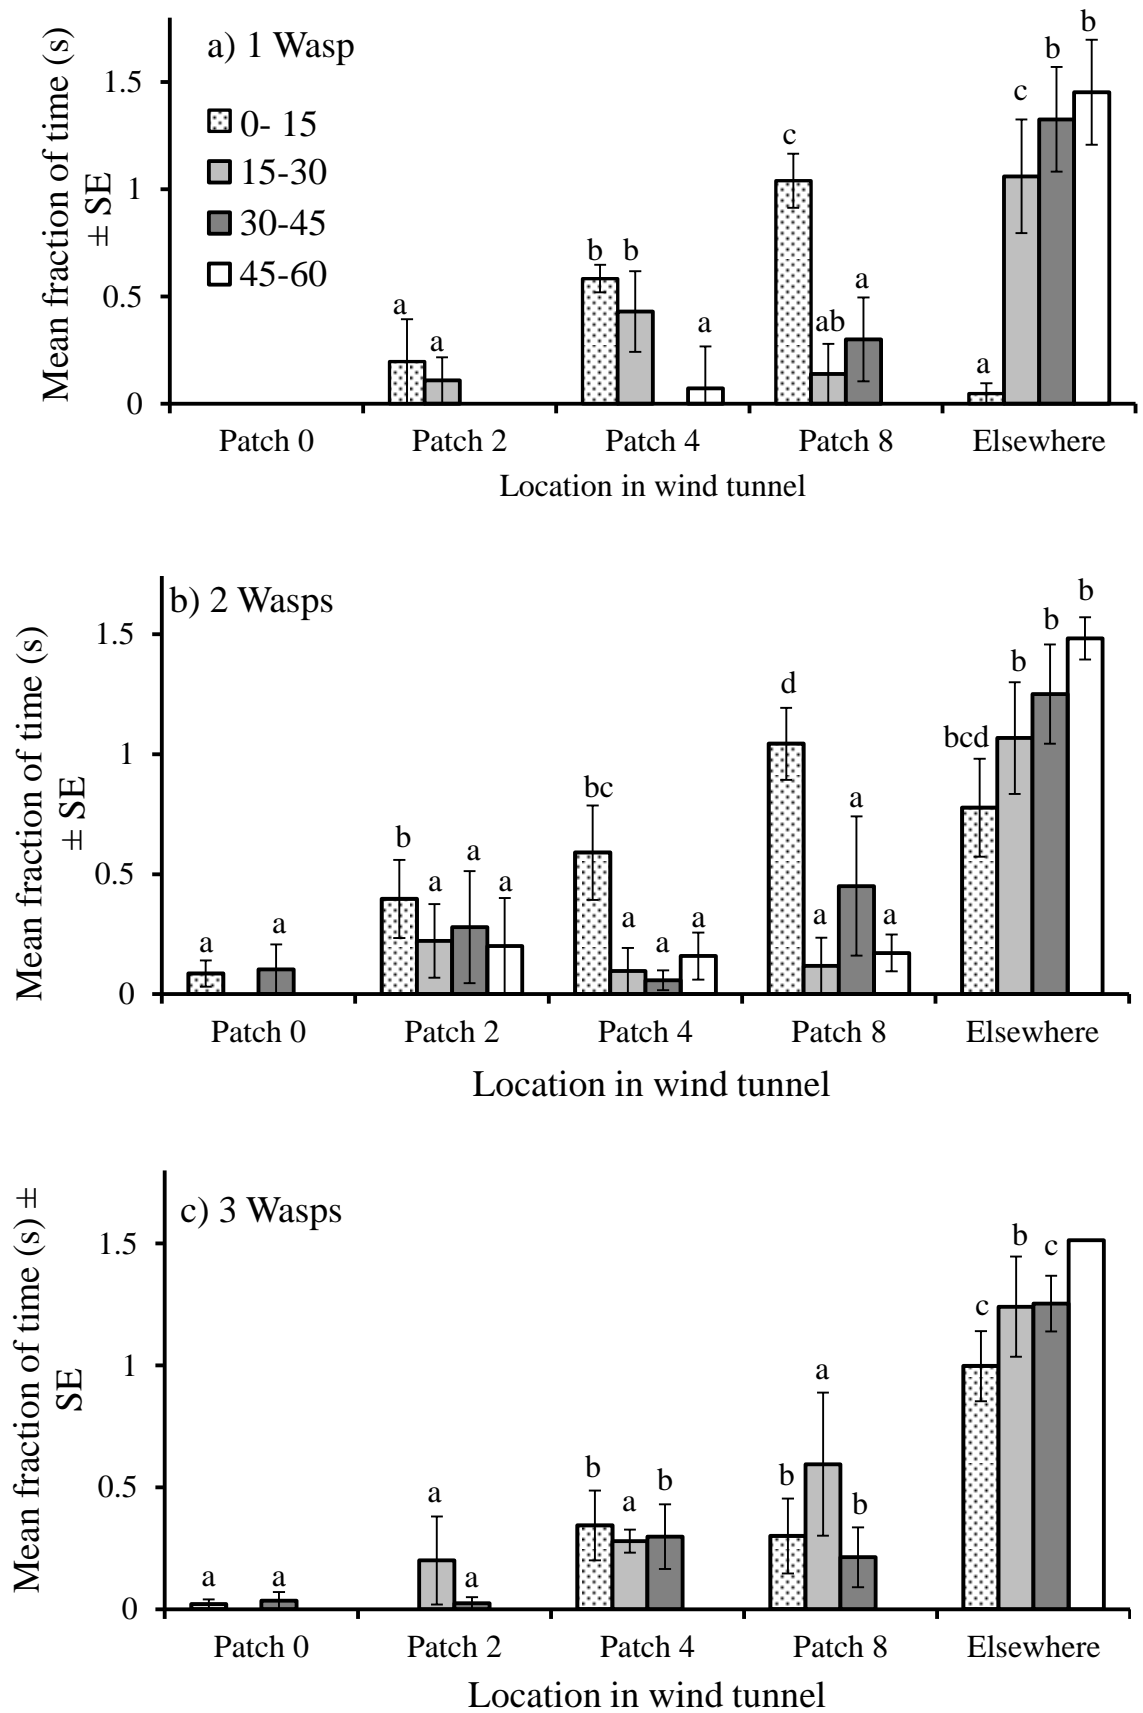 a) 1 Wasp
0- 15
15-30
30-45
45-60
Mean fraction of time (s)
± SE
1.5
1
0.5
0
a
a
b
b
a
c
ab
a
a
c
b
b
Patch 0
Patch 2
Patch 4
Patch 8
Elsewhere
Location in wind tunnel
b) 2 Wasps
Mean fraction of time (s)
± SE
1.5
1
0.5
0
a
a
b
a
a
a
bc
a
a
a
d
a
a
a
bcd
b
b
b
Patch 0
Patch 2
Patch 4
Patch 8
Elsewhere
Location in wind tunnel
c) 3 Wasps
Mean fraction of time (s) ±
SE
1.5
1
0.5
0
a
a
a
a
b
a
b
b
a
b
c
b
c
Patch 0
Patch 2
Patch 4
Patch 8
Elsewhere
Location in wind tunnel